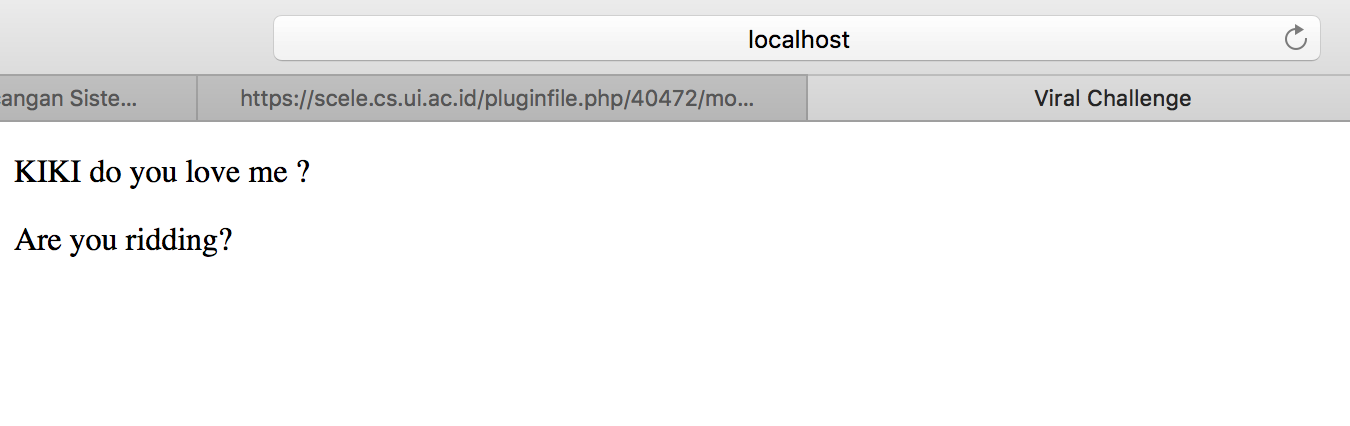 localhost
angan Siste...
https://scele.cs.ui.ac.id/pluginfile.php/40472/mo...
Viral Challenge
KIKI do you love me ?
Are you ridding?